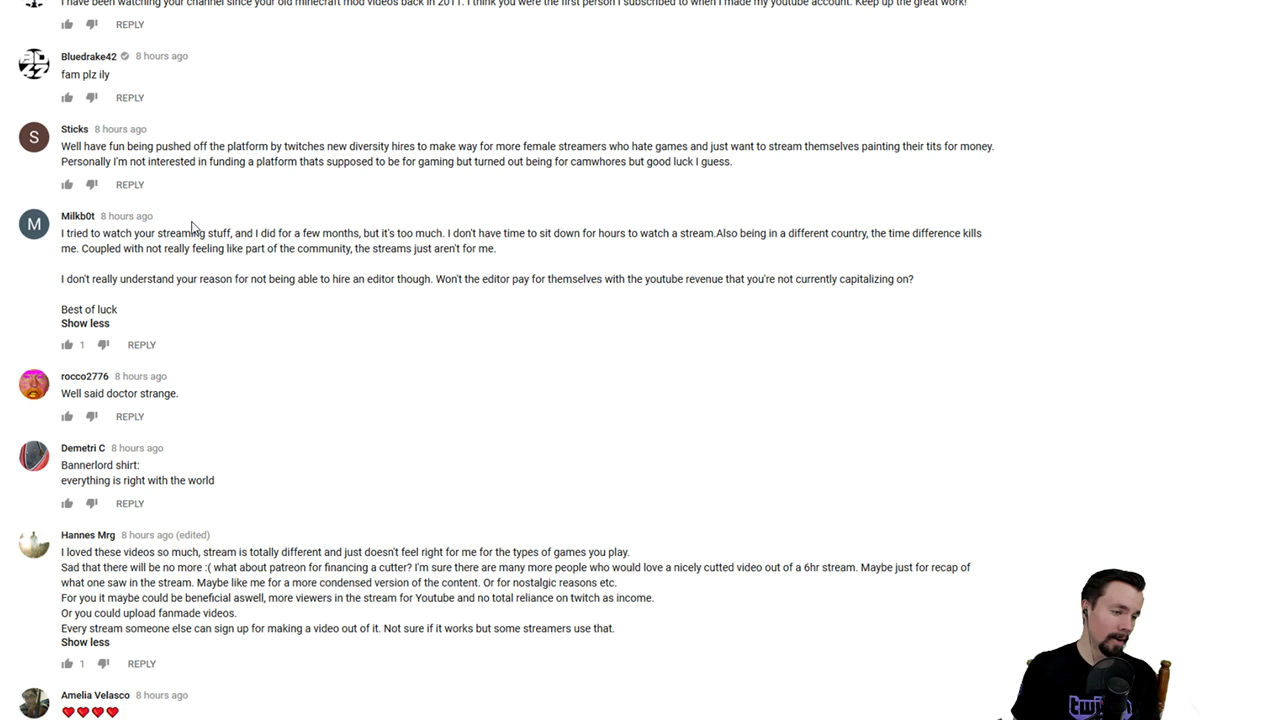 I have been watching your channel since your old minecraft mod videos back in 2011. I think you were the first person I subscribed to when I made my youtube account. Keep up the great work!
REPLY
Bluedrake42 8 hours ago
fam plz ily
REPLY
S
Sticks 8 hours ago
Well have fun being pushed off the platform by twitches new diversity hires to make way for more female streamers who hate games and just want to stream themselves painting their tits for money.
Personally I'm not interested in funding a platform thats supposed to be for gaming but turned out being for camwhores but good luck I guess.
REPLY
M
Milkb0t 8 hours ago
I tried to watch your streaming stuff, and I did for a few months, but it's too much. I don't have time to sit down for hours to watch a stream.Also being in a different country, the time difference kills
me. Coupled with not really feeling like part of the community, the streams just aren't for me.
I don't really understand your reason for not being able to hire an editor though. Won't the editor pay for themselves with the youtube revenue that you're not currently capitalizing on?
Best of luck
Show less
1 REPLY
rocco2776 8 hours ago
Well said doctor strange.
REPLY
Demetri C 8 hours ago
Bannerlord shirt:
everything is right with the world
REPLY
Hannes Mrg 8 hours ago (edited)
I loved these videos so much, stream is totally different and just doesn't feel right for me for the types of games you play.
Sad that there will be no more :( what about patreon for financing a cutter? I'm sure there are many more people who would love a nicely cutted video out of a 6hr stream. Maybe just for recap of
what one saw in the stream. Maybe like me for a more condensed version of the content. Or for nostalgic reasons etc.
For you it maybe could be beneficial aswell, more viewers in the stream for Youtube and no total reliance on twitch as income.
Or you could upload fanmade videos.
Every stream someone else can sign up for making a video out of it. Not sure if it works but some streamers use that.
Show less
1 REPLY
Amelia Velasco 8 hours ago